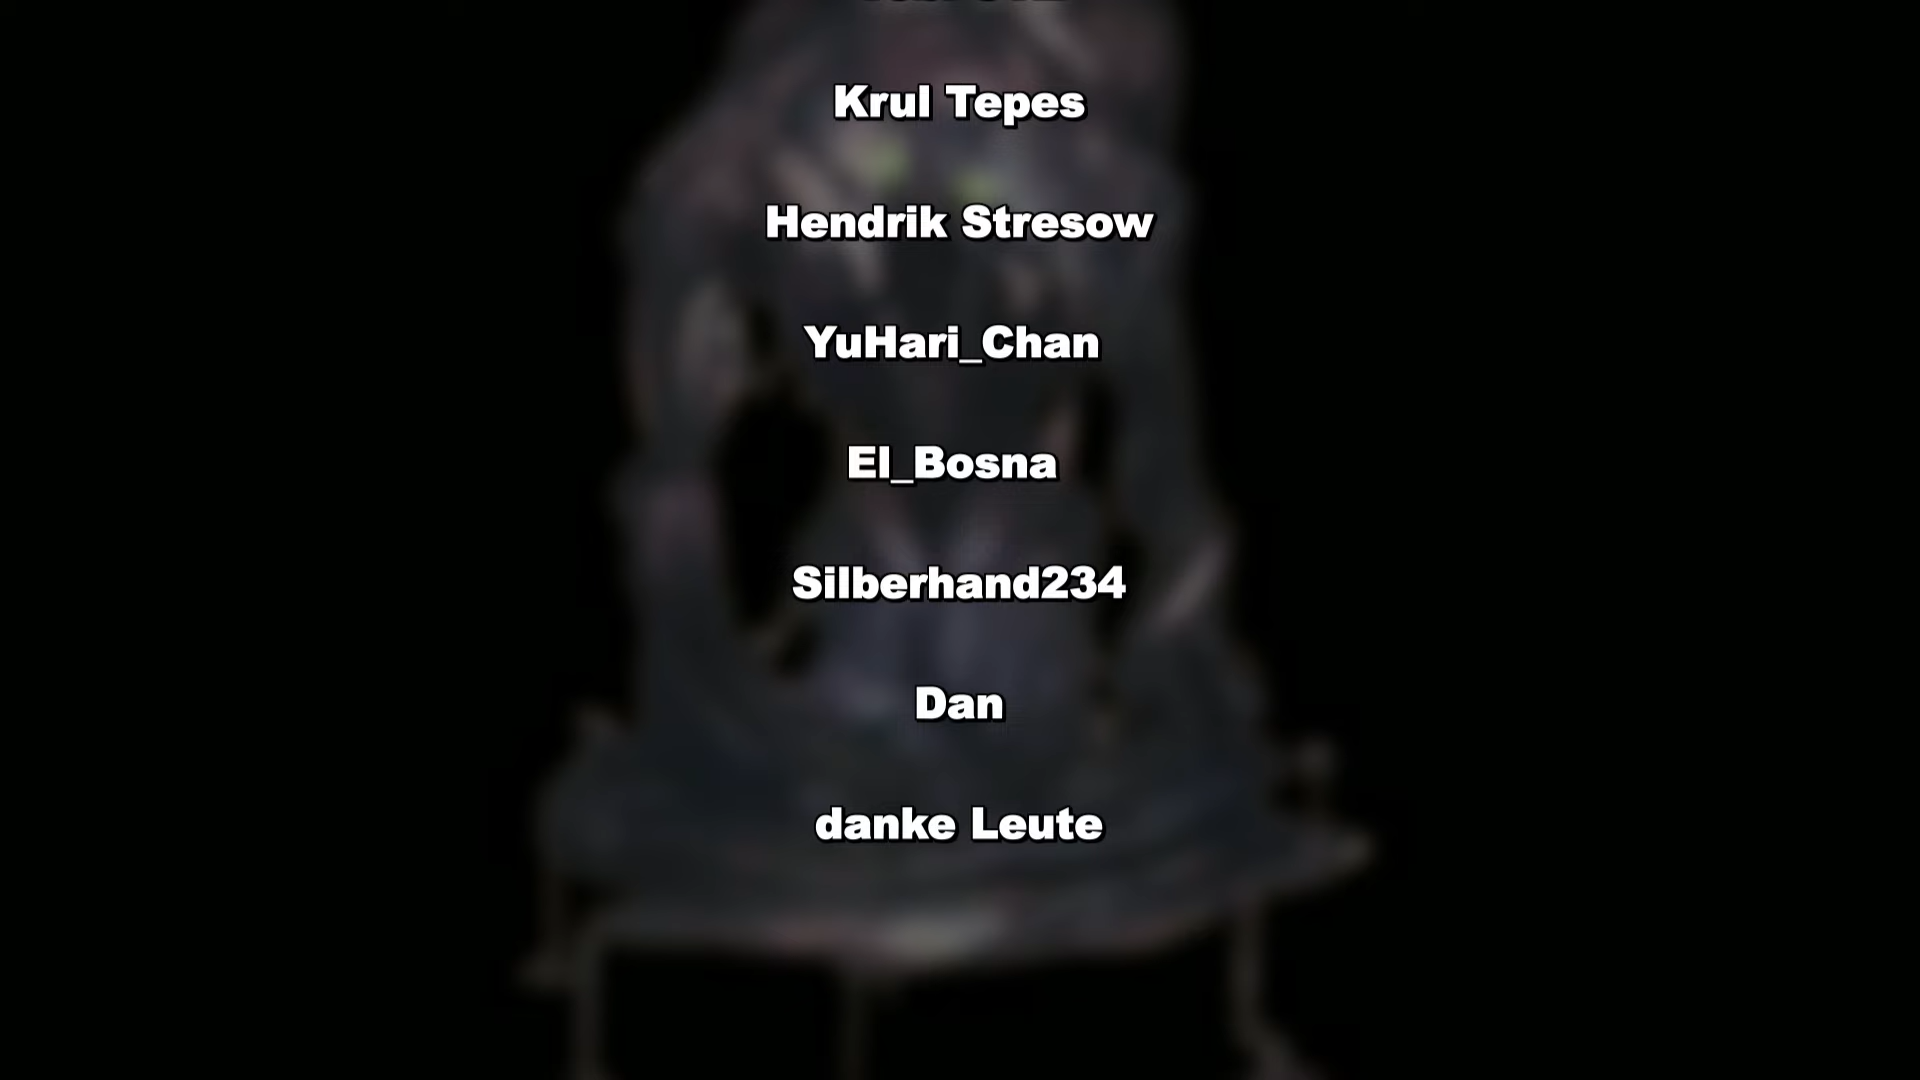 Krul Tepes
Hendrik Stresow
YuHari_Chan
El_Bosna
Silberhand234
Dan
danke Leute